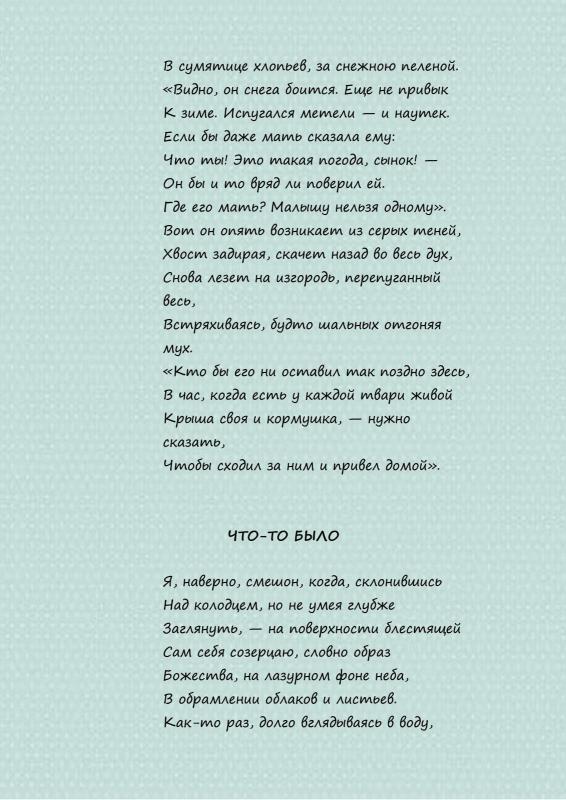 В сумятице хлопьев, за снежною пеленой.
«Видно, он снега боится. Еще не привык
К зиме. Испугался метели — и наутек.
Если бы даже мать сказала ему:
Что ты! Это такая погода, сынок! —
Он бы и то вряд ли поверил ей.
Где его мать? Малышу нельзя одному».
Вот он опять возникает из серых теней,
Хвост задирая, скачет назад во весь дух,
Снова лезет на изгородь, перепуганный
весь,
Встряхиваясь, будто шальных отгоняя
мух.
«Кто бы его ни оставил так поздно здесь,
В час, когда есть у каждой твари живой
Крыша своя и кормушка, — нужно
сказать,
Чтобы сходил за ним и привел домой».
ЧТО-ТО БЫЛО
Я, наверно, смешон, когда, склонившись
Над колодцем, но не умея глубже
Заглянуть, — на поверхности блестящей
Сам себя созерцаю, словно образ
Божества, на лазурном фоне неба,
В обрамлении облаков и листьев.
Как-то раз, долго вглядываясь в воду,